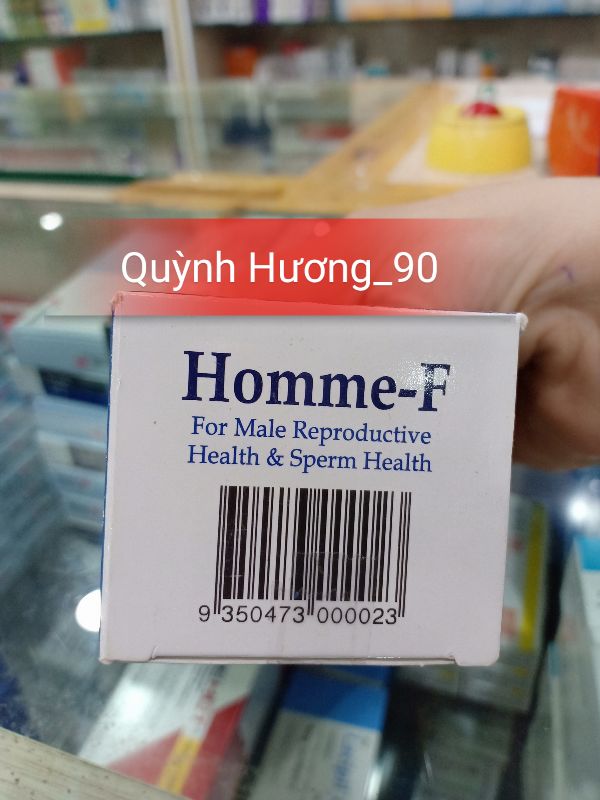 Quỳnh Hương_90
Homme-F
For Male Reproductive
Health & Sperm Health
9 350473 000023